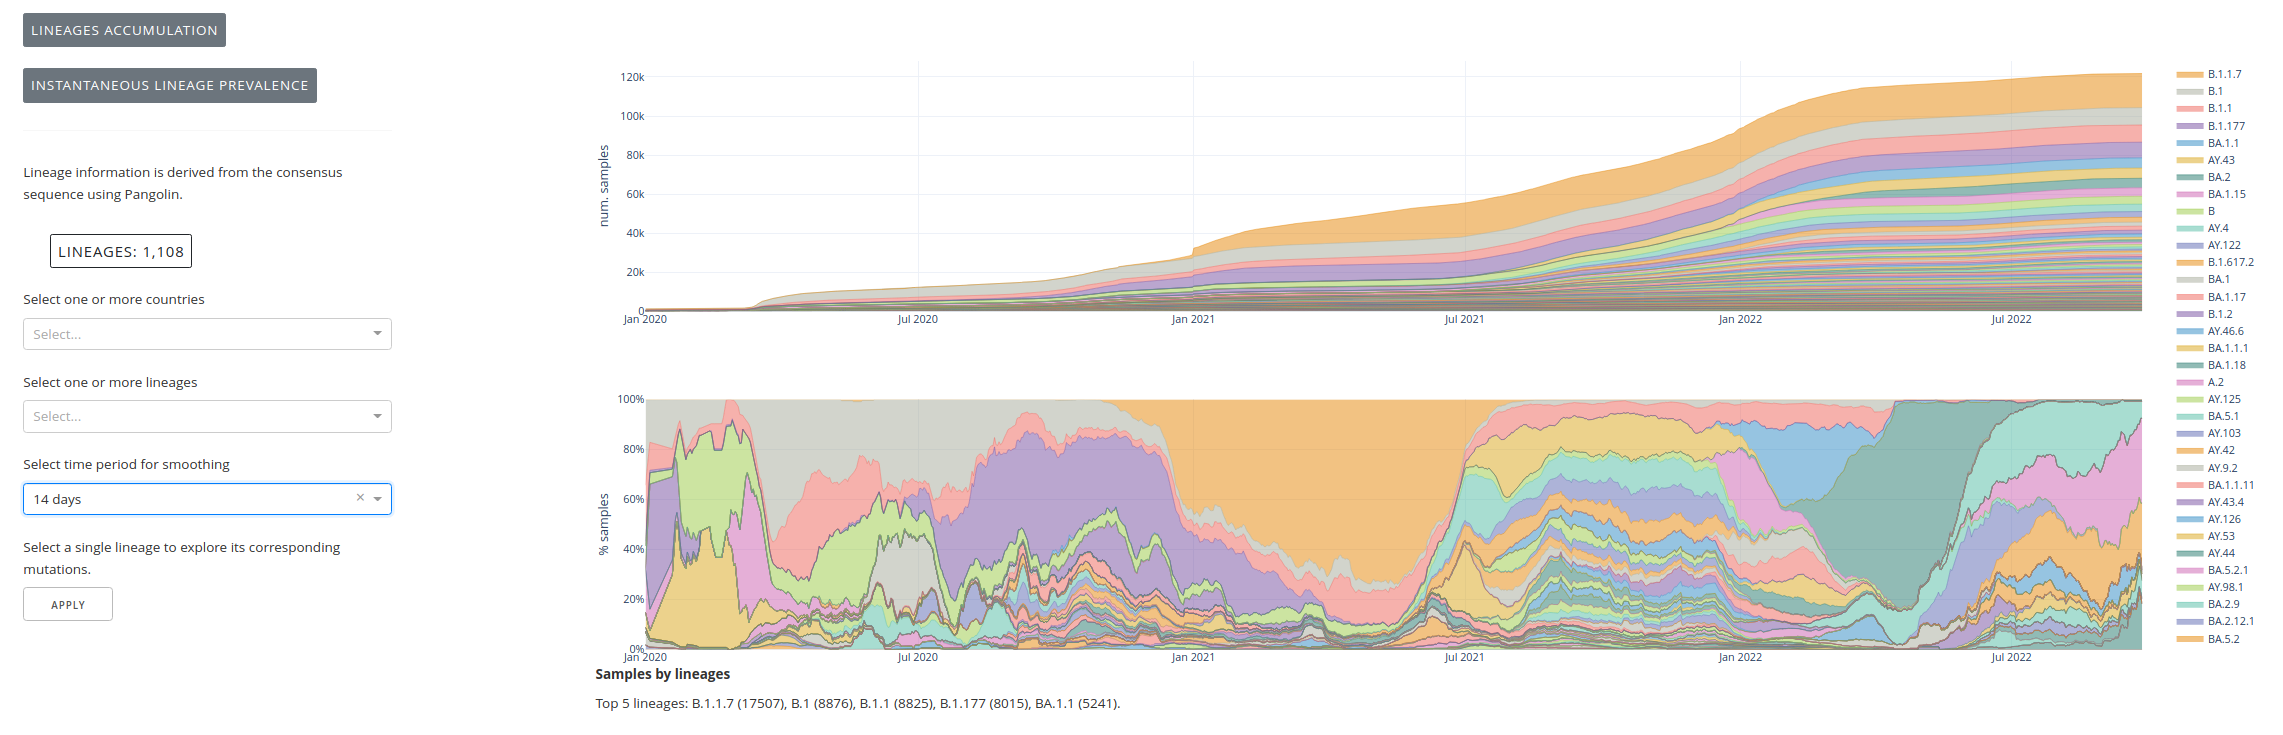 LINEAGES ACCUMULATION
INSTANTANEOUS LINEAGE PREVALENCE
Lineage information is derived from the consensus
sequence using Pangolin.
LINEAGES: 1,108
Select one or more countries
Select...
Select one or more lineages
Select...
Select time period for smoothing
14 days
×
Select a single lineage to explore its corresponding
mutations.
APPLY
num. samples
120k
100k
80k
60k
40k
20k
0
Jan 2020
Jul 2020
Jan 2021
Jul 2021
Jan 2022
Jul 2022
% samples
100%
80%
60%
40%
20%
0%
Jan 2020
Jul 2020
Jan 2021
Jul 2021
Jan 2022
Jul 2022
B.1.1.7
B.1
B.1.1
B.1.177
BA.1.1
AY.43
BA.2
BA.1.15
B
AY.4
AY.122
B.1.617.2
BA.1
BA.1.17
B.1.2
AY.46.6
BA.1.1.1
BA.1.18
A.2
AY.125
BA.5.1
AY.103
AY.42
AY.9.2
BA.1.1.11
AY.43.4
AY.126
AY.53
AY.44
BA.5.2.1
AY.98.1
BA.2.9
BA.2.12.1
BA.5.2
Samples by lineages
Top 5 lineages: B.1.1.7 (17507), B.1 (8876), B.1.1 (8825), B.1.177 (8015), BA.1.1 (5241).